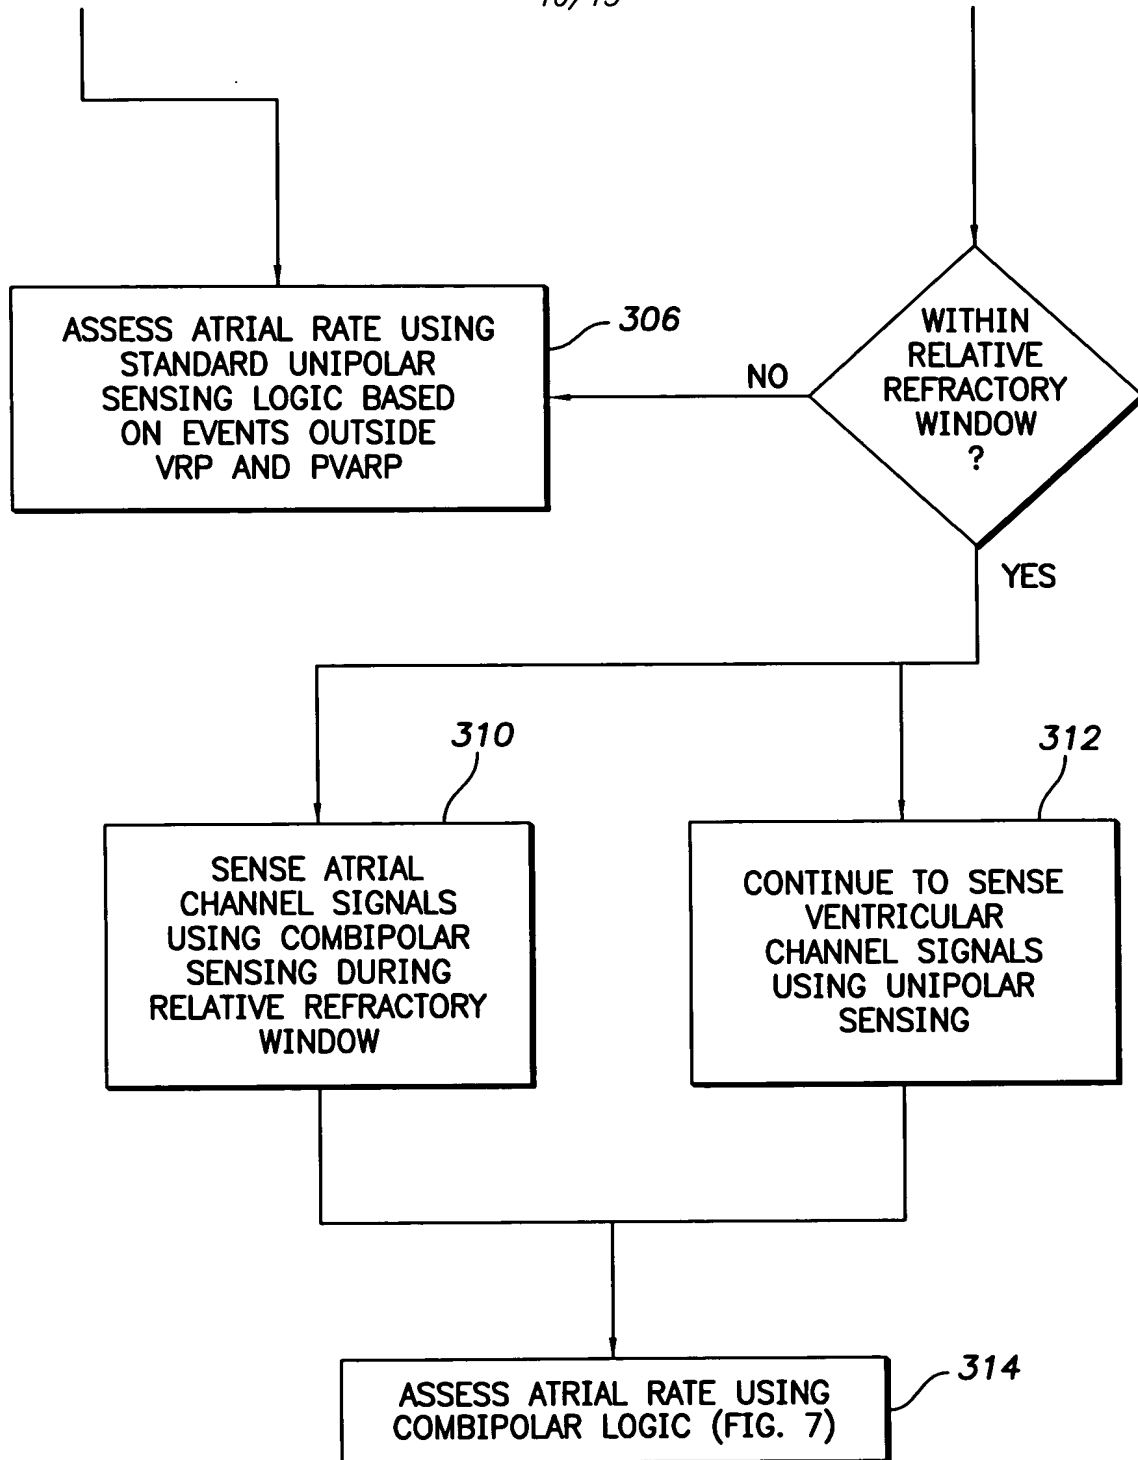 306
ASSESS ATRIAL RATE USING
STANDARD UNIPOLAR
SENSING LOGIC BASED
ON EVENTS OUTSIDE
VRP AND PVARP
NO
WITHIN
RELATIVE
REFRACTORY
WINDOW
?
YES
310
SENSE ATRIAL
CHANNEL SIGNALS
USING COMBIPOLAR
SENSING DURING
RELATIVE REFRACTORY
WINDOW
312
CONTINUE TO SENSE
VENTRICULAR
CHANNEL SIGNALS
USING UNIPOLAR
SENSING
314
ASSESS ATRIAL RATE USING
COMBIPOLAR LOGIC (FIG. 7)